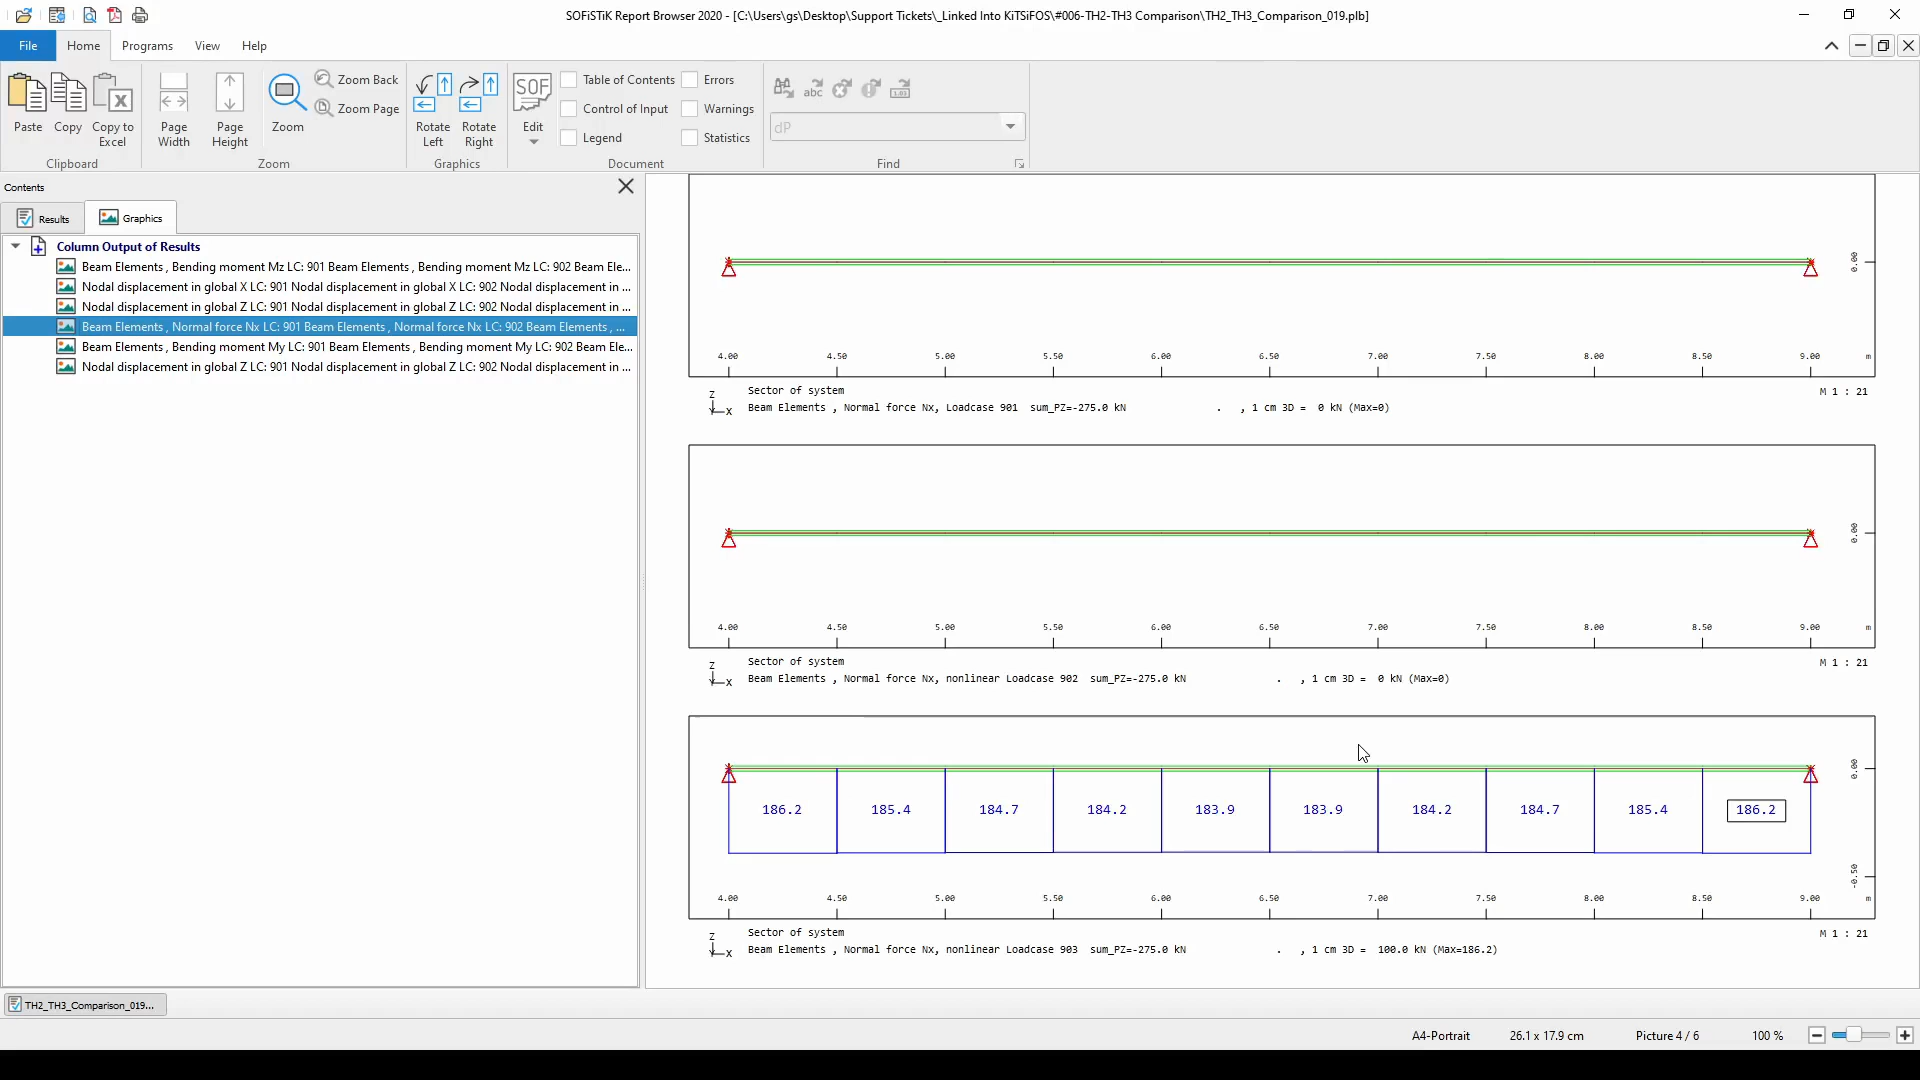 SOFiSTiK Report Browser 2020 - [C:\Users\gs\Desktop\Support Tickets\_Linked Into KiTSiFOS\#006-TH2-TH3 Comparison\TH2_TH3_Comparison_019.plb]
File Home Programs View Help
Paste
Copy
Copy to Excel
Clipboard
Page Width
Page Height
Zoom
Zoom Back
Zoom Page
Zoom
Rotate Left
Rotate Right
Graphics
SOF
Edit
Table of Contents
Control of Input
Legend
Errors
Warnings
Statistics
Document
abc
1.01
dP
Find
Contents
Results
Graphics
Column Output of Results
Beam Elements , Bending moment Mz LC: 901 Beam Elements , Bending moment Mz LC: 902 Beam Ele...
Nodal displacement in global X LC: 901 Nodal displacement in global X LC: 902 Nodal displacement in ...
Nodal displacement in global Z LC: 901 Nodal displacement in global Z LC: 902 Nodal displacement in ...
Beam Elements , Normal force Nx LC: 901 Beam Elements , Normal force Nx LC: 902 Beam Elements , ...
Beam Elements , Bending moment My LC: 901 Beam Elements , Bending moment My LC: 902 Beam Ele...
Nodal displacement in global Z LC: 901 Nodal displacement in global Z LC: 902 Nodal displacement in ...
0.00
4.00 4.50 5.00 5.50 6.00 6.50 7.00 7.50 8.00 8.50 9.00 m
Z
X
Sector of system
M 1 : 21
Beam Elements , Normal force Nx, Loadcase 901 sum_PZ=-275.0 kN . , 1 cm 3D = 0 kN (Max=0)
0.00
4.00 4.50 5.00 5.50 6.00 6.50 7.00 7.50 8.00 8.50 9.00 m
Z
X
Sector of system
M 1 : 21
Beam Elements , Normal force Nx, nonlinear Loadcase 902 sum_PZ=-275.0 kN . , 1 cm 3D = 0 kN (Max=0)
0.00
186.2 185.4 184.7 184.2 183.9 183.9 184.2 184.7 185.4 186.2
-0.50
4.00 4.50 5.00 5.50 6.00 6.50 7.00 7.50 8.00 8.50 9.00 m
Z
X
Sector of system
M 1 : 21
Beam Elements , Normal force Nx, nonlinear Loadcase 903 sum_PZ=-275.0 kN . , 1 cm 3D = 100.0 kN (Max=186.2)
TH2_TH3_Comparison_019...
A4-Portrait 26.1 x 17.9 cm Picture 4 / 6 100 %